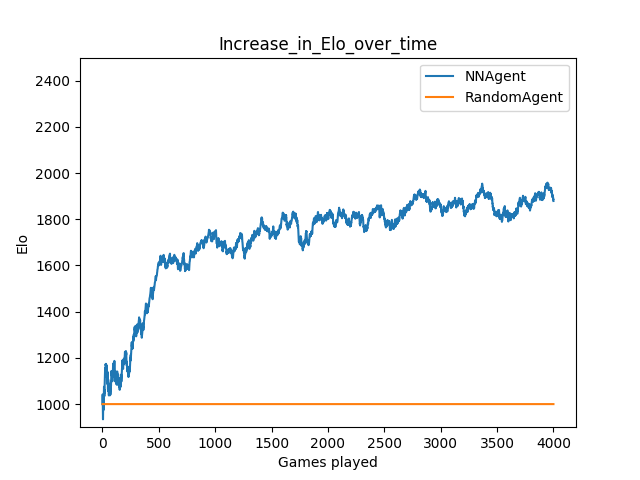 Increase_in_Elo_over_time
NNAgent
RandomAgent
Elo
2400
2200
2000
1800
1600
1400
1200
1000
0 500 1000 1500 2000 2500 3000 3500 4000
Games played